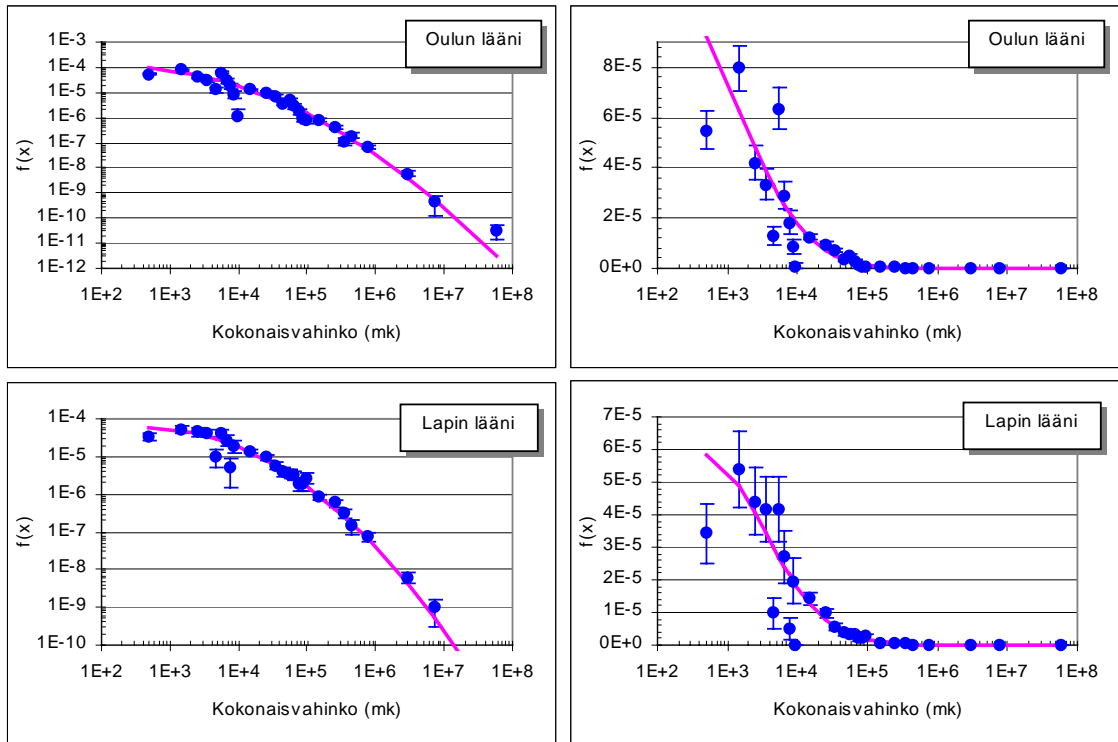 Oulun lääni
1E-3
1E-4
1E-5
1E-6
1E-7
1E-8
1E-9
1E-10
1E-11
1E-12
f(x)
1E+2 1E+3 1E+4 1E+5 1E+6 1E+7 1E+8
Kokonaisvahinko (mk)
Oulun lääni
8E-5
6E-5
4E-5
2E-5
0E+0
f(x)
1E+2 1E+3 1E+4 1E+5 1E+6 1E+7 1E+8
Kokonaisvahinko (mk)
Lapin lääni
1E-4
1E-5
1E-6
1E-7
1E-8
1E-9
1E-10
f(x)
1E+2 1E+3 1E+4 1E+5 1E+6 1E+7 1E+8
Kokonaisvahinko (mk)
Lapin lääni
7E-5
6E-5
5E-5
4E-5
3E-5
2E-5
1E-5
0E+0
f(x)
1E+2 1E+3 1E+4 1E+5 1E+6 1E+7 1E+8
Kokonaisvahinko (mk)